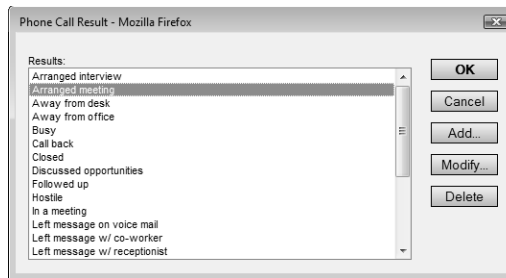 Phone Call Result - Mozilla Firefox
Results:
Arranged interview
Arranged meeting
Away from desk
Away from office
Busy
Call back
Closed
Discussed opportunities
Followed up
Hostile
In a meeting
Left message on voice mail
Left message w/ co-worker
Left message w/ receptionist
OK
Cancel
Add...
Modify...
Delete